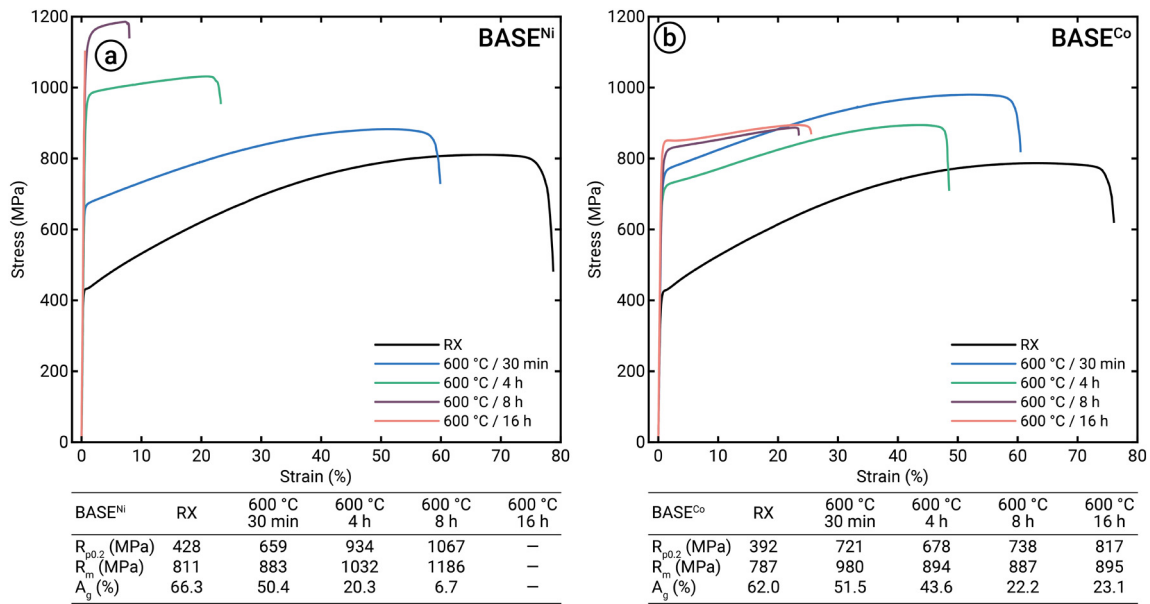 1200
1000
800
600
400
200
0
Stress (MPa)
a
BASE^Ni
RX
600 °C / 30 min
600 °C / 4 h
600 °C / 8 h
600 °C / 16 h
0 10 20 30 40 50 60 70 80
Strain (%)
BASE^Ni RX 600 °C 30 min 600 °C 4 h 600 °C 8 h 600 °C 16 h
R_p0.2 (MPa) 428 659 934 1067 –
R_m (MPa) 811 883 1032 1186 –
A_g (%) 66.3 50.4 20.3 6.7 –
1200
1000
800
600
400
200
0
Stress (MPa)
b
BASE^Co
RX
600 °C / 30 min
600 °C / 4 h
600 °C / 8 h
600 °C / 16 h
0 10 20 30 40 50 60 70 80
Strain (%)
BASE^Co RX 600 °C 30 min 600 °C 4 h 600 °C 8 h 600 °C 16 h
R_p0.2 (MPa) 392 721 678 738 817
R_m (MPa) 787 980 894 887 895
A_g (%) 62.0 51.5 43.6 22.2 23.1